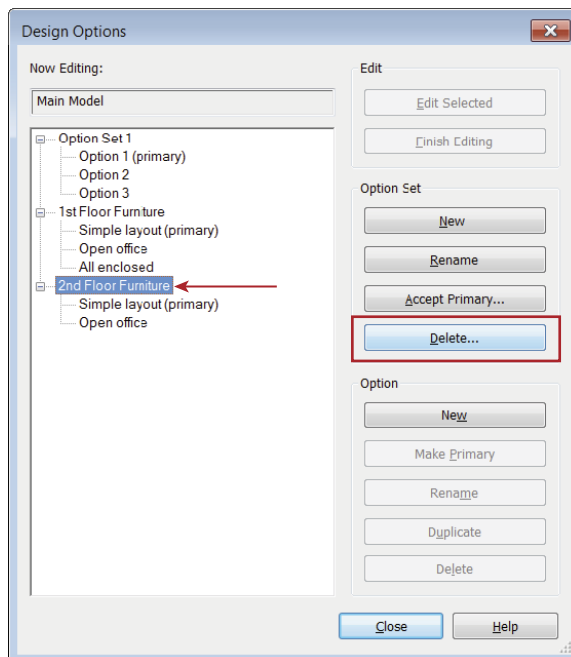 Design Options
Now Editing:
Main Model
Option Set 1
Option 1 (primary)
Option 2
Option 3
1st Floor Furniture
Simple layout (primary)
Open office
All enclosed
2nd Floor Furniture
Simple layout (primary)
Open office
Edit
Edit Selected
Finish Editing
Option Set
New
Rename
Accept Primary...
Delete...
Option
New
Make Primary
Rename
Duplicate
Delete
Close
Help